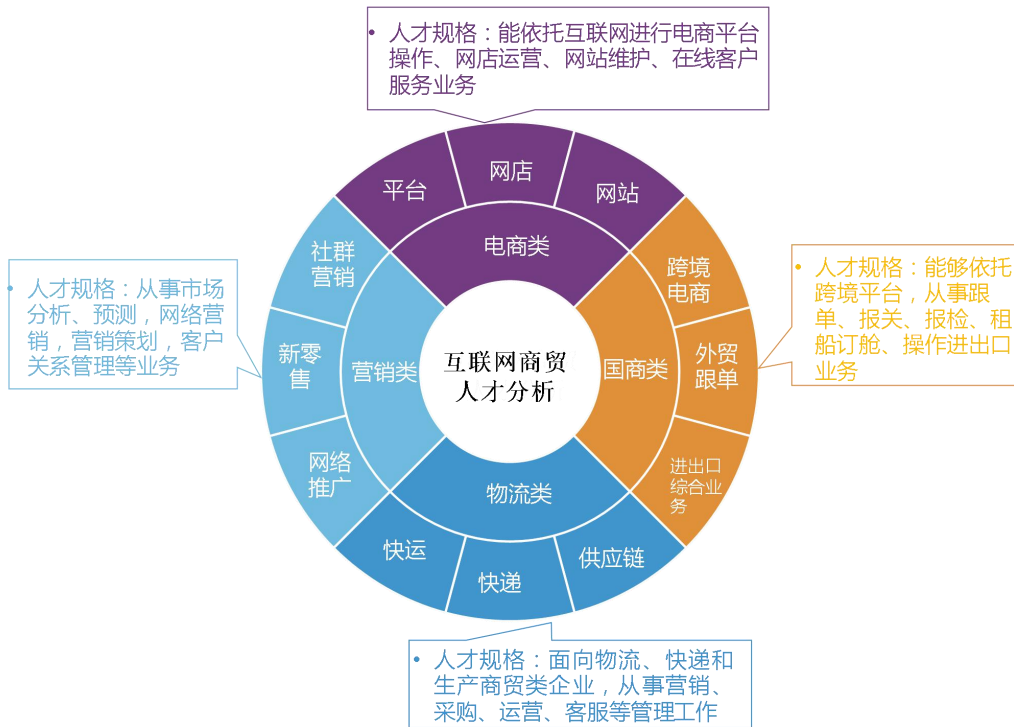 • 人才规格：能依托互联网进行电商平台
操作、网店运营、网站维护、在线客户
服务业务
平台
网店
网站
电商类
社群
营销
新零
售
网络
推广
营销类
• 人才规格：从事市场
分析、预测，网络营
销，营销策划，客户
关系管理等业务
互联网商贸
人才分析
国商类
跨境
电商
外贸
跟单
进出口
综合业
务
• 人才规格：能够依托
跨境平台，从事跟
单、报关、报检、租
船订舱、操作进出口
业务
物流类
快运
快递
供应链
• 人才规格：面向物流、快递和
生产商贸类企业，从事营销、
采购、运营、客服等管理工作